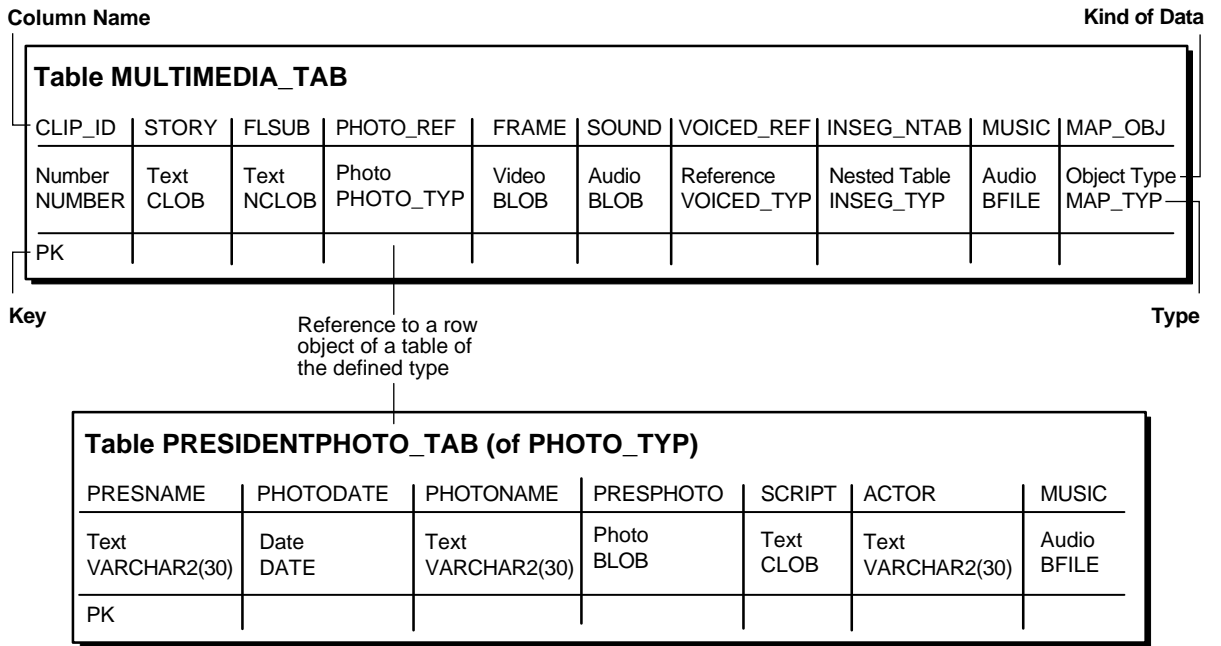 Column Name
Kind of Data
Table MULTIMEDIA_TAB
CLIP_ID STORY FLSUB PHOTO_REF FRAME SOUND VOICED_REF INSEG_NTAB MUSIC MAP_OBJ
Number Text Text Photo Video Audio Reference Nested Table Audio Object Type
NUMBER CLOB NCLOB PHOTO_TYP BLOB BLOB VOICED_TYP INSEG_TYP BFILE MAP_TYP
PK
Key
Type
Reference to a row
object of a table of
the defined type
Table PRESIDENTPHOTO_TAB (of PHOTO_TYP)
PRESNAME PHOTODATE PHOTONAME PRESPHOTO SCRIPT ACTOR MUSIC
Text Date Text Photo Text Text Audio
VARCHAR2(30) DATE VARCHAR2(30) BLOB CLOB VARCHAR2(30) BFILE
PK